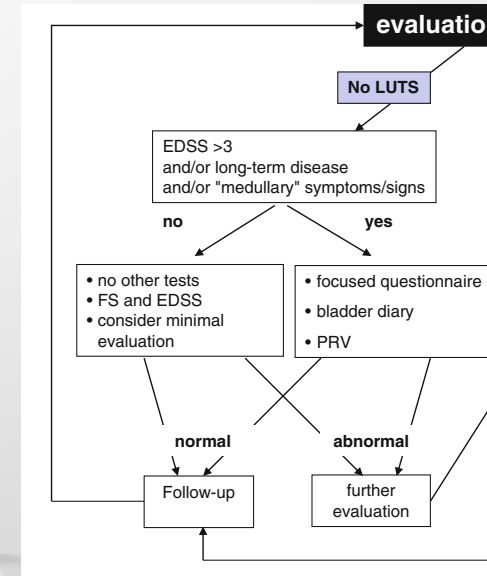 evaluatio
No LUTS
EDSS >3
and/or long-term disease
and/or "medullary" symptoms/signs
no
yes
• no other tests
• FS and EDSS
• consider minimal
evaluation
• focused questionnaire
• bladder diary
• PRV
normal
abnormal
Follow-up
further
evaluation